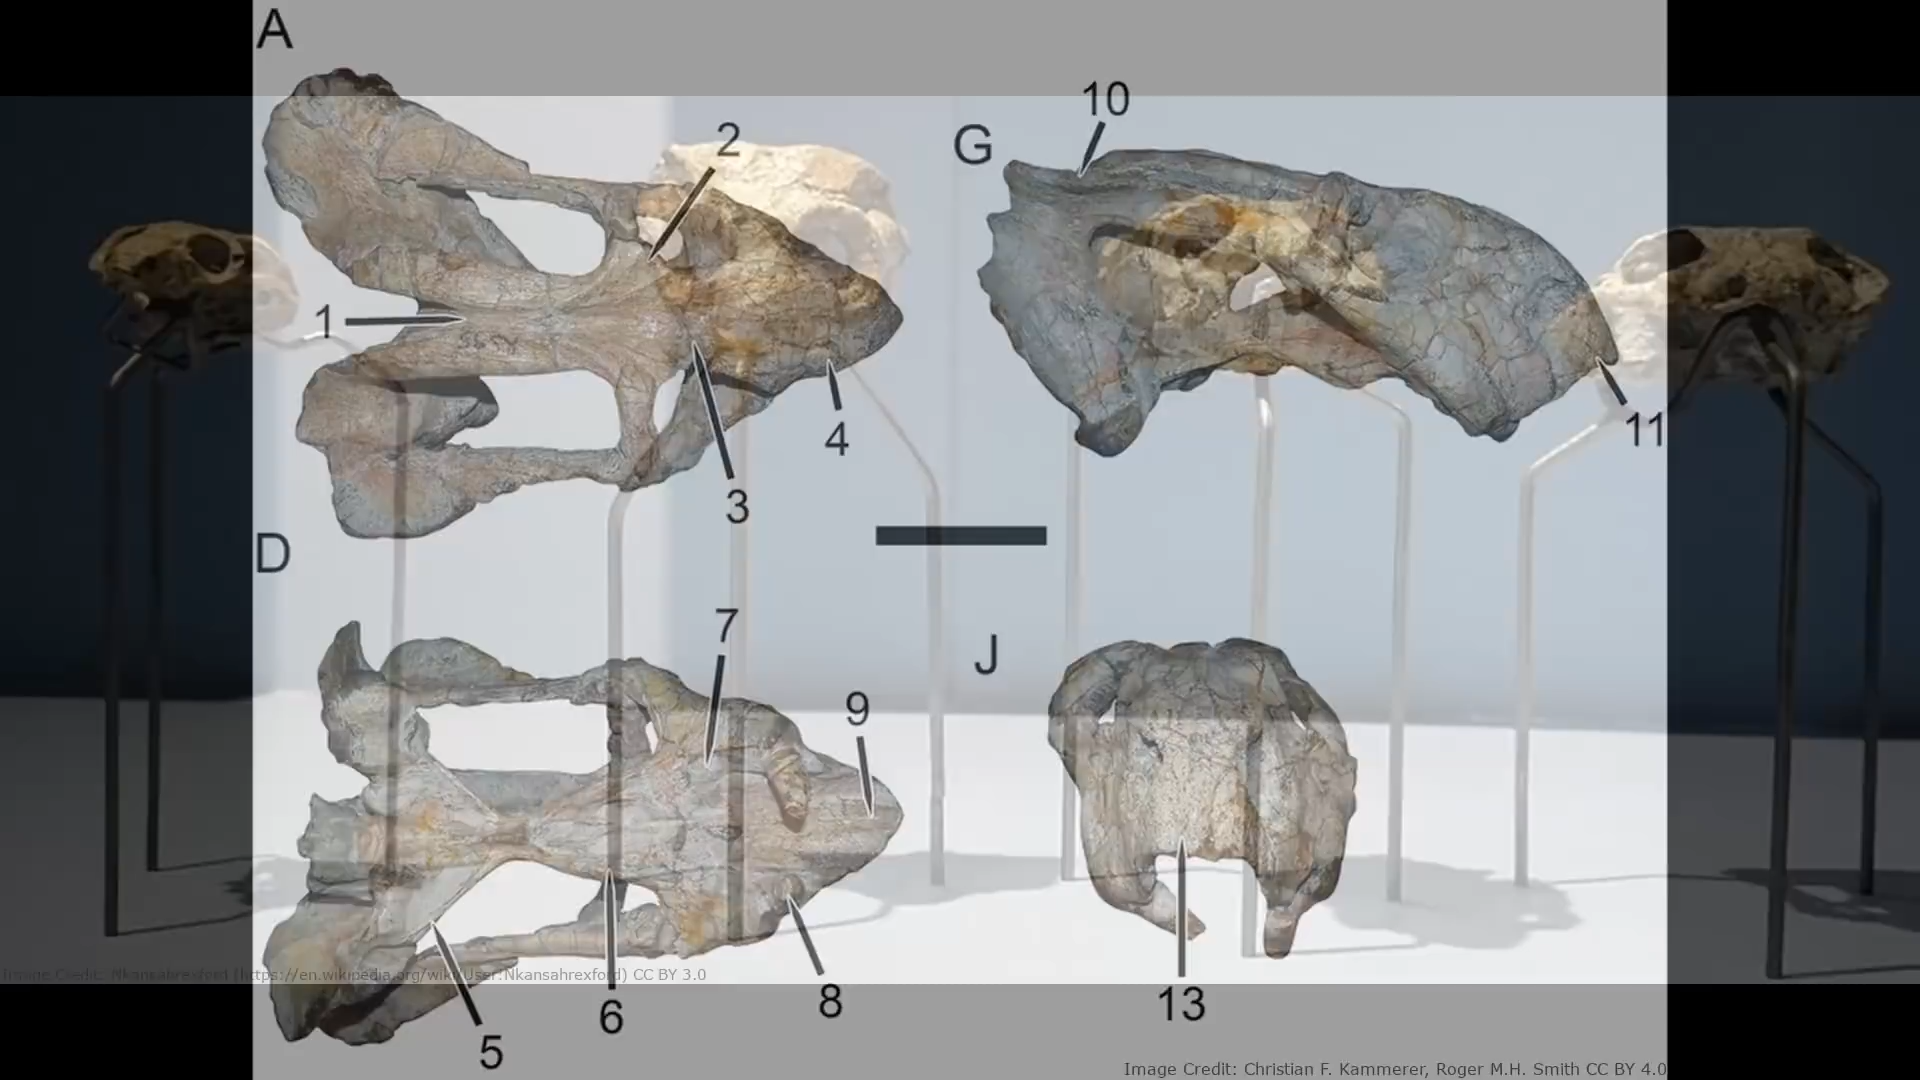 A
10
2
G
1
11
4
3
D
7
J
9
Image Credit: Nkansahrexford (https://en.wikipedia.org/wiki/User:Nkansahrexford) CC BY 3.0
8
13
6
5
Image Credit: Christian F. Kammerer, Roger M.H. Smith CC BY 4.0